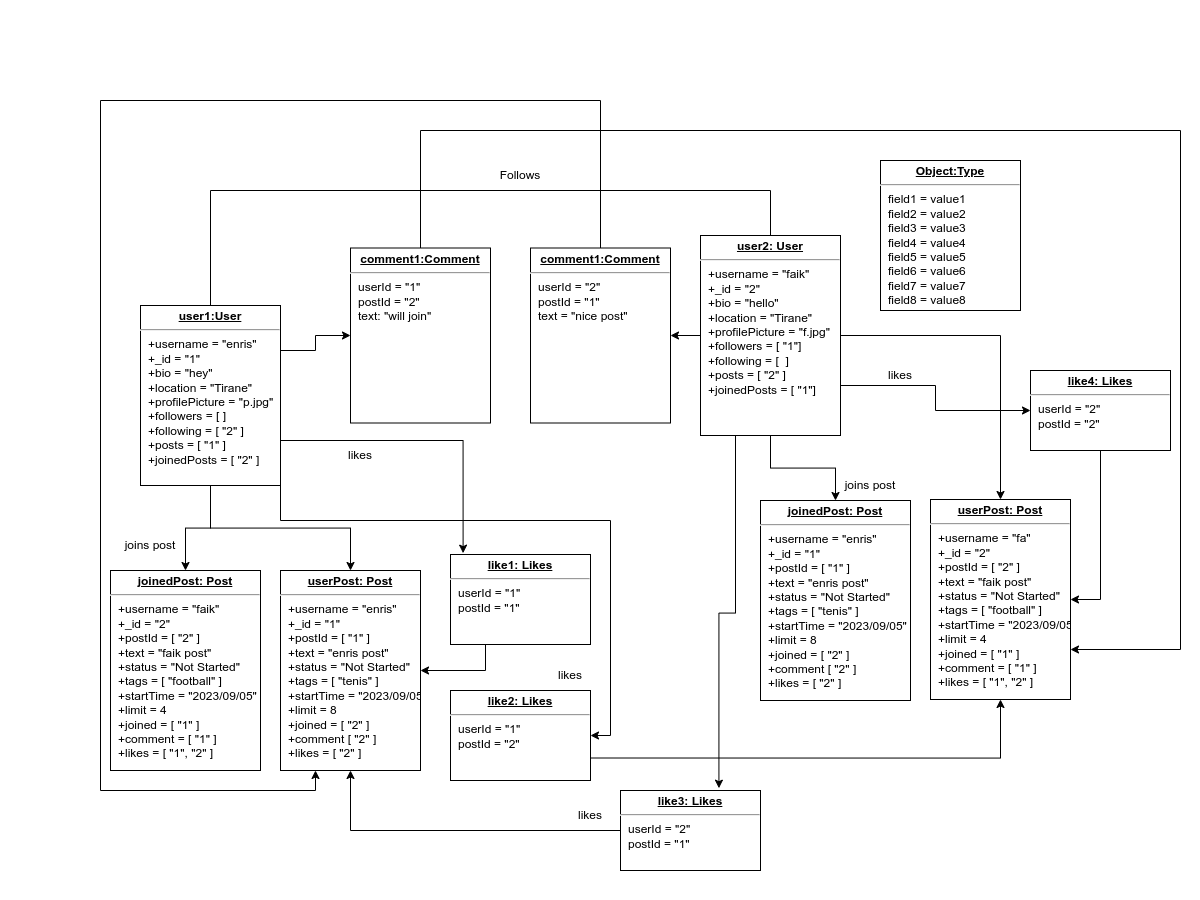 Follows
Object:Type
field1 = value1
field2 = value2
field3 = value3
field4 = value4
field5 = value5
field6 = value6
field7 = value7
field8 = value8
comment1:Comment
userId = "1"
postId = "2"
text: "will join"
comment1:Comment
userId = "2"
postId = "1"
text = "nice post"
user2: User
+username = "faik"
+_id = "2"
+bio = "hello"
+location = "Tirane"
+profilePicture = "f.jpg"
+followers = [ "1"]
+following = [  ]
+posts = [ "2" ]
+joinedPosts = [ "1"]
user1:User
+username = "enris"
+_id = "1"
+bio = "hey"
+location = "Tirane"
+profilePicture = "p.jpg"
+followers = [ ]
+following = [ "2" ]
+posts = [ "1" ]
+joinedPosts = [ "2" ]
likes
like4: Likes
userId = "2"
postId = "2"
likes
joins post
joins post
joinedPost: Post
+username = "faik"
+_id = "2"
+postId = [ "2" ]
+text = "faik post"
+status = "Not Started"
+tags = [ "football" ]
+startTime = "2023/09/05"
+limit = 4
+joined = [ "1" ]
+comment = [ "1" ]
+likes = [ "1", "2" ]
userPost: Post
+username = "enris"
+_id = "1"
+postId = [ "1" ]
+text = "enris post"
+status = "Not Started"
+tags = [ "tenis" ]
+startTime = "2023/09/05
+limit = 8
+joined = [ "2" ]
+comment [ "2" ]
+likes = [ "2" ]
like1: Likes
userId = "1"
postId = "1"
likes
like2: Likes
userId = "1"
postId = "2"
joinedPost: Post
+username = "enris"
+_id = "1"
+postId = [ "1" ]
+text = "enris post"
+status = "Not Started"
+tags = [ "tenis" ]
+startTime = "2023/09/05"
+limit = 8
+joined = [ "2" ]
+comment [ "2" ]
+likes = [ "2" ]
userPost: Post
+username = "fa"
+_id = "2"
+postId = [ "2" ]
+text = "faik post"
+status = "Not Started"
+tags = [ "football" ]
+startTime = "2023/09/05
+limit = 4
+joined = [ "1" ]
+comment = [ "1" ]
+likes = [ "1", "2" ]
likes
like3: Likes
userId = "2"
postId = "1"